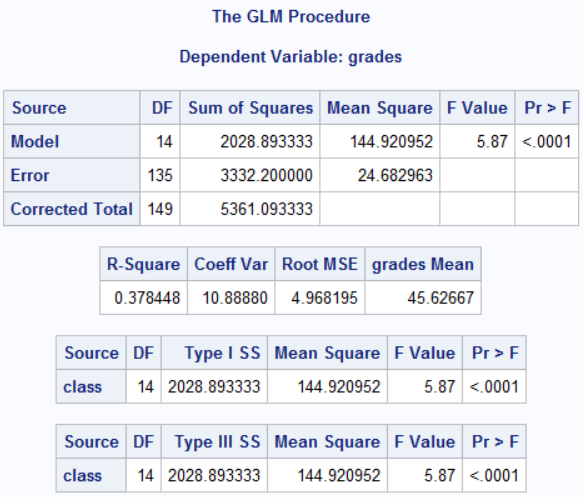 The GLM Procedure
Dependent Variable: grades
Source DF Sum of Squares Mean Square F Value Pr > F
Model 14 2028.893333 144.920952 5.87 <.0001
Error 135 3332.200000 24.682963
Corrected Total 149 5361.093333
R-Square Coeff Var Root MSE grades Mean
0.378448 10.88880 4.968195 45.62667
Source DF Type I SS Mean Square F Value Pr > F
class 14 2028.893333 144.920952 5.87 <.0001
Source DF Type III SS Mean Square F Value Pr > F
class 14 2028.893333 144.920952 5.87 <.0001